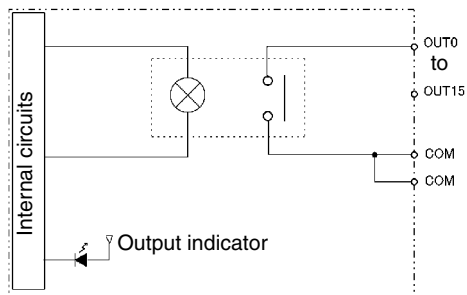 OUT0
to
OUT15
COM
COM
Internal circuits
Output indicator